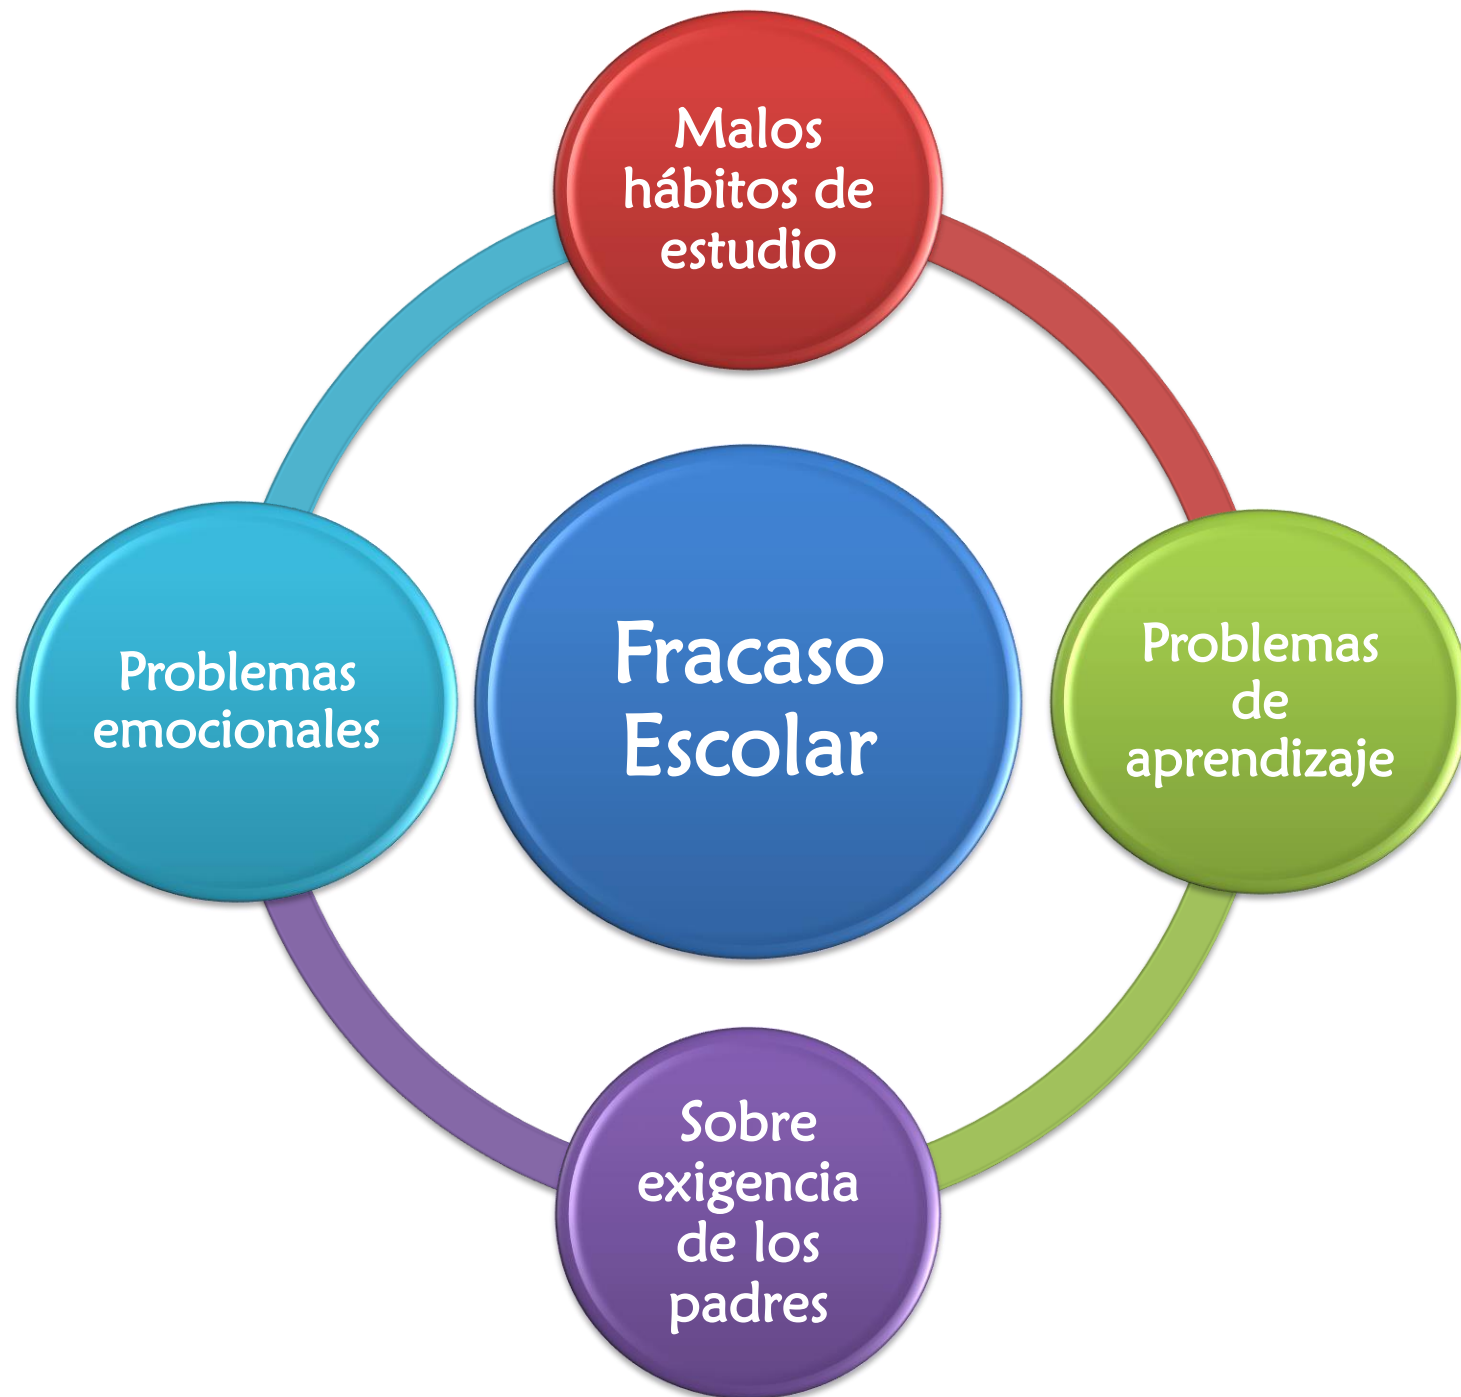 Malos
hábitos de
estudio
Problemas
emocionales
Fracaso
Escolar
Problemas
de
aprendizaje
Sobre
exigencia
de los
padres